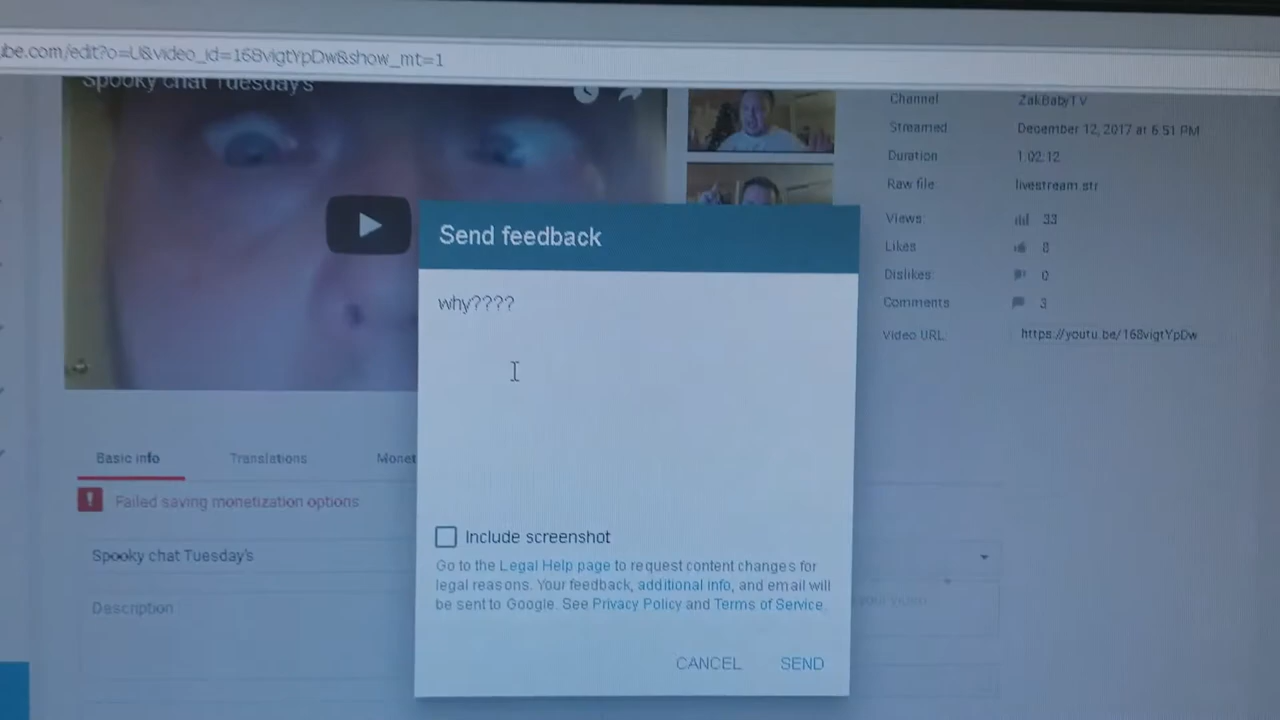 ube.com/edit?o=U&video_id=168vigtYpDw&show_mt=1
Spooky chat Tuesday's
Channel ZakBabyTV
Streamed: December 12, 2017 at 6:51 PM
Duration 1:02:12
Raw file: livestream.str
Views: 33
Likes 8
Dislikes: 0
Comments 3
Video URL: https://youtu.be/168vigtYpDw
Send feedback
why????
Basic info Translations Monet
Failed saving monetization options
Spooky chat Tuesday's
Description
Include screenshot
Go to the Legal Help page to request content changes for
legal reasons. Your feedback, additional info, and email will
be sent to Google. See Privacy Policy and Terms of Service.
your video
CANCEL SEND